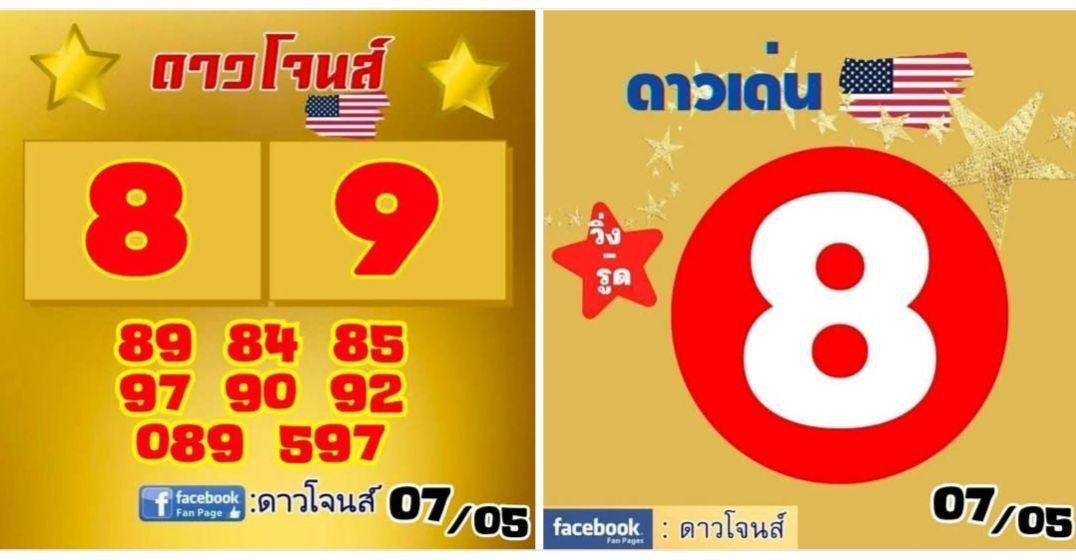 ดาวโจนส์
8 9
89 84 85
97 90 92
089 597
f facebook Fan Page :ดาวโจนส์ 07/05
ดาวเด่น
วิ่ง
-
รูด
8
facebook. Fan Pages : ดาวโจนส์
07/05